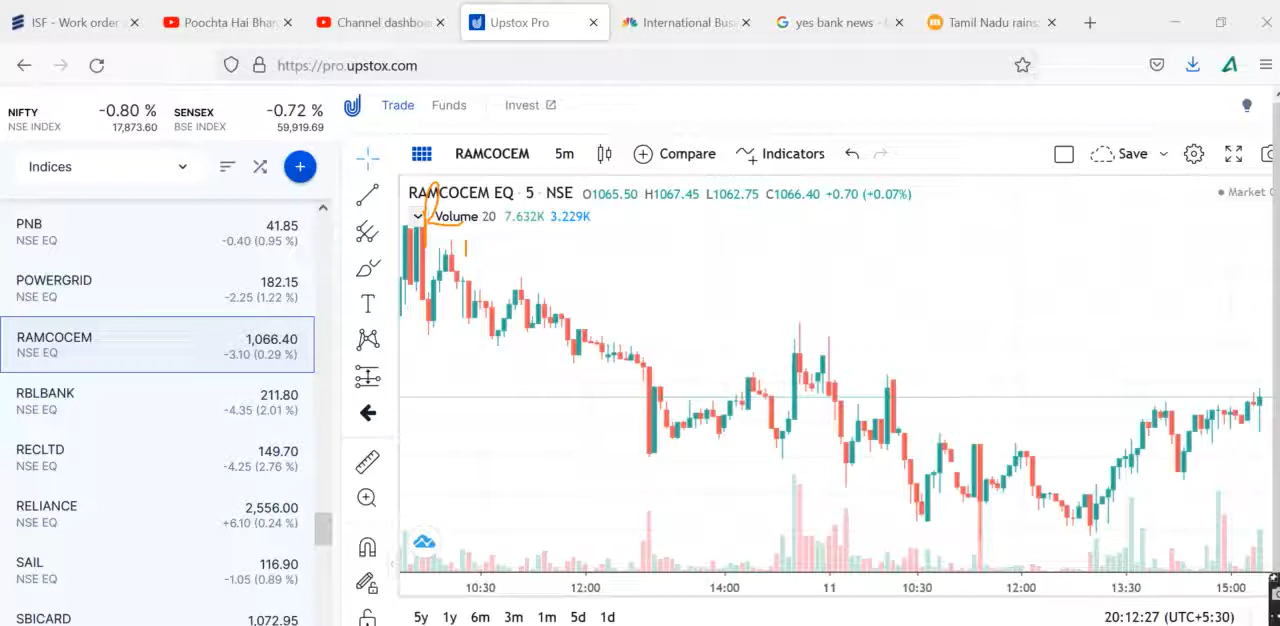 ISF - Work order
Poochta Hai Bhar
Channel dashbo
Upstox Pro
International Busi
yes bank news -
Tamil Nadu rains
https://pro.upstox.com
NIFTY -0.80 % SENSEX -0.72 %
NSE INDEX 17,873.60 BSE INDEX 59,919.69
Trade Funds Invest
Indices
RAMCOCEM 5m Compare Indicators Save
RAMCOCEM EQ · 5 · NSE O1065.50 H1067.45 L1062.75 C1066.40 +0.70 (+0.07%)
Market
Volume 20 7.632K 3.229K
PNB 41.85
NSE EQ -0.40 (0.95 %)
POWERGRID 182.15
NSE EQ -2.25 (1.22 %)
RAMCOCEM 1,066.40
NSE EQ -3.10 (0.29 %)
RBLBANK 211.80
NSE EQ -4.35 (2.01 %)
RECLTD 149.70
NSE EQ -4.25 (2.76 %)
RELIANCE 2,556.00
NSE EQ +6.10 (0.24 %)
SAIL 116.90
NSE EQ -1.05 (0.89 %)
SBICARD 1,072.95
10:30 12:00 14:00 11 10:30 12:00 13:30 15:00
5y 1y 6m 3m 1m 5d 1d 20:12:27 (UTC+5:30)